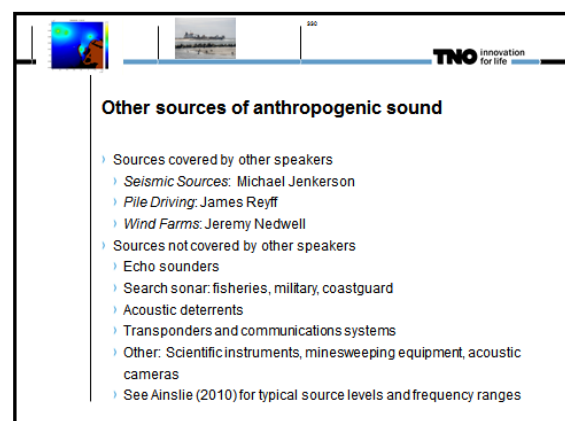 TNO innovation
for life
Other sources of anthropogenic sound
› Sources covered by other speakers
› Seismic Sources: Michael Jenkerson
› Pile Driving: James Reyff
› Wind Farms: Jeremy Nedwell
› Sources not covered by other speakers
› Echo sounders
› Search sonar: fisheries, military, coastguard
› Acoustic deterrents
› Transponders and communications systems
› Other: Scientific instruments, minesweeping equipment, acoustic
cameras
› See Ainslie (2010) for typical source levels and frequency ranges